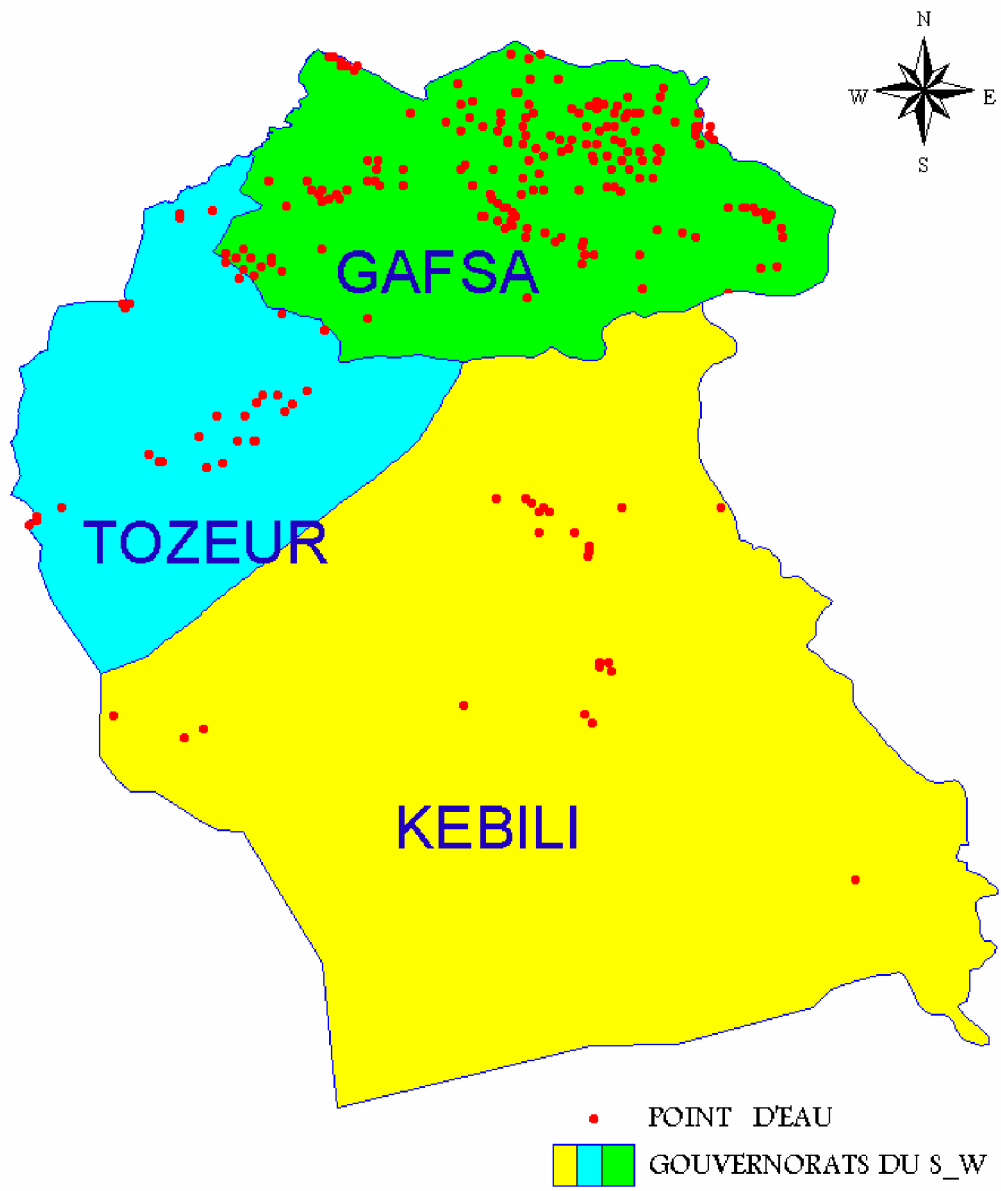 N
W E
S
GAFSA
TOZEUR
KEBILI
POINT D'EAU
GOUVERNORATS DU S_W